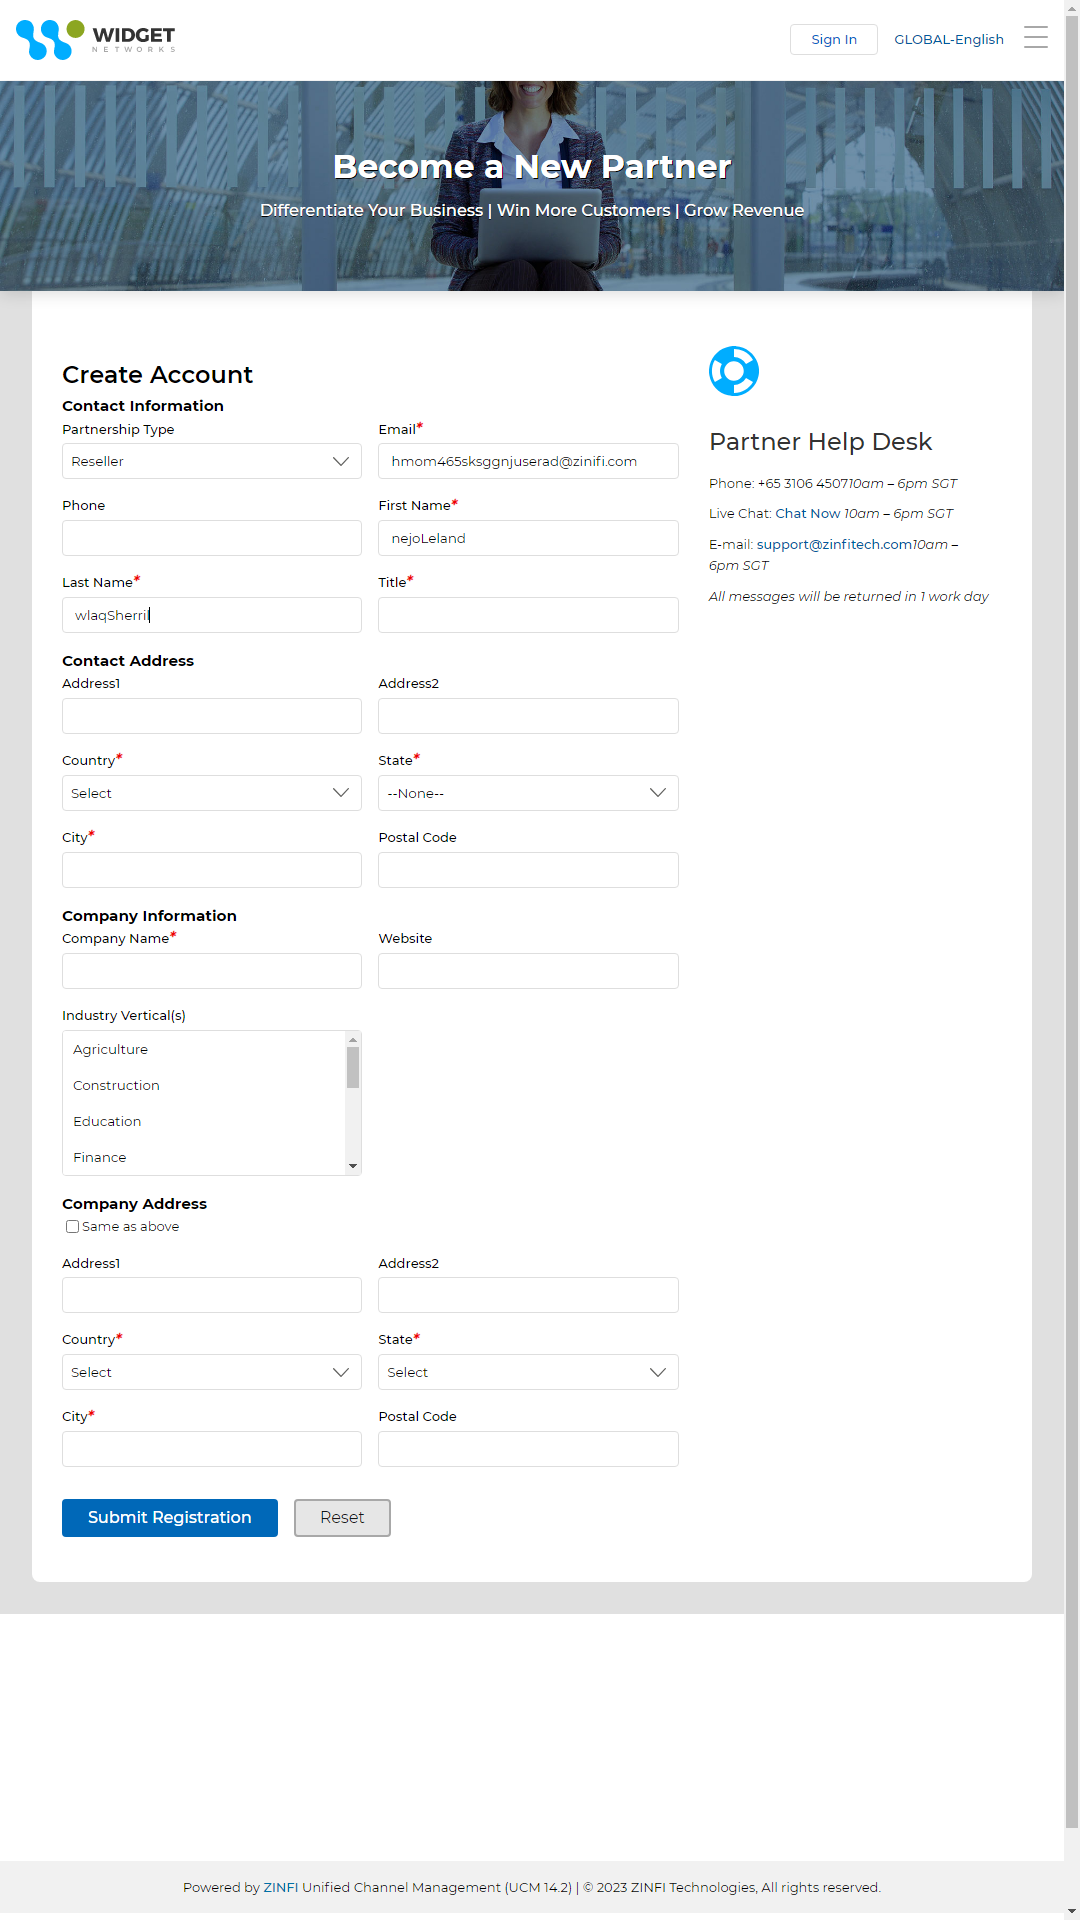 WIDGET
NETWORKS
Sign In
GLOBAL-English
Become a New Partner
Differentiate Your Business | Win More Customers | Grow Revenue
Create Account
Contact Information
Partnership Type
Email*
Reseller
hmom465sksggnjuserad@zinifi.com
Phone
First Name*
nejoLeland
Last Name*
Title*
wlaqSherril
Contact Address
Address1
Address2
Country*
State*
Select
--None--
City*
Postal Code
Company Information
Company Name*
Website
Industry Vertical(s)
Agriculture
Construction
Education
Finance
Company Address
Same as above
Address1
Address2
Country*
State*
Select
Select
City*
Postal Code
Submit Registration
Reset
Partner Help Desk
Phone: +65 3106 450710am – 6pm SGT
Live Chat: Chat Now 10am – 6pm SGT
E-mail: support@zinfitech.com10am –
6pm SGT
All messages will be returned in 1 work day
Powered by ZINFI Unified Channel Management (UCM 14.2) | © 2023 ZINFI Technologies, All rights reserved.